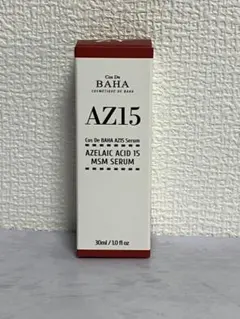 Cos De
BAHA
COSMETIQUE DE BAHA
AZ15
Cos De BAHA AZ15 Serum
AZELAIC ACID 15
MSM SERUM
30ml / 1.0 fl oz